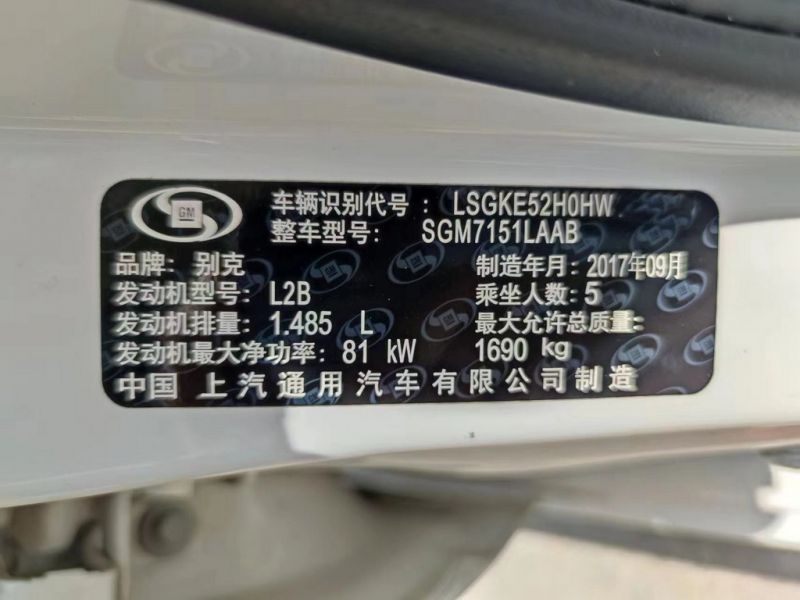 GM
车辆识别代号：LSGKE52H0HW
整车型号：SGM7151LAAB
品牌：别克 制造年月：2017年09月
发动机型号：L2B 乘坐人数：5
发动机排量：1.485 L 最大允许总质量：
发动机最大净功率：81 kW 1690 kg
中国 上汽通用汽车有限公司制造